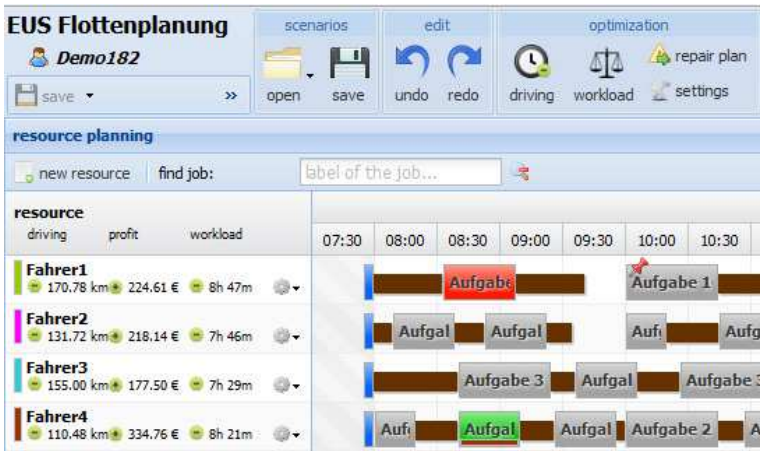 EUS Flottenplanung
Demo182
save
»
scenarios
open
save
edit
undo
redo
optimization
driving
workload
repair plan
settings
resource planning
new resource
find job:
label of the job...
resource
driving profit workload
07:30 08:00 08:30 09:00 09:30 10:00 10:30
Fahrer1
170.78 km 224.61 € 8h 47m
Aufgabe Aufgabe 1
Fahrer2
131.72 km 218.14 € 7h 46m
Aufgal Aufgal Auf Aufg
Fahrer3
155.00 km 177.50 € 7h 29m
Aufgabe 3 Aufgal Aufgabe 3
Fahrer4
110.48 km 334.76 € 8h 21m
Auf Aufgal Aufgal Aufgabe 2 A